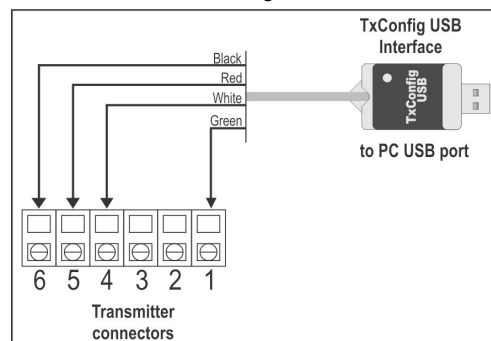 TxConfig USB
Interface
Black
Red
White
Green
TxConfig
USB
to PC USB port
6 5 4 3 2 1
Transmitter
connectors